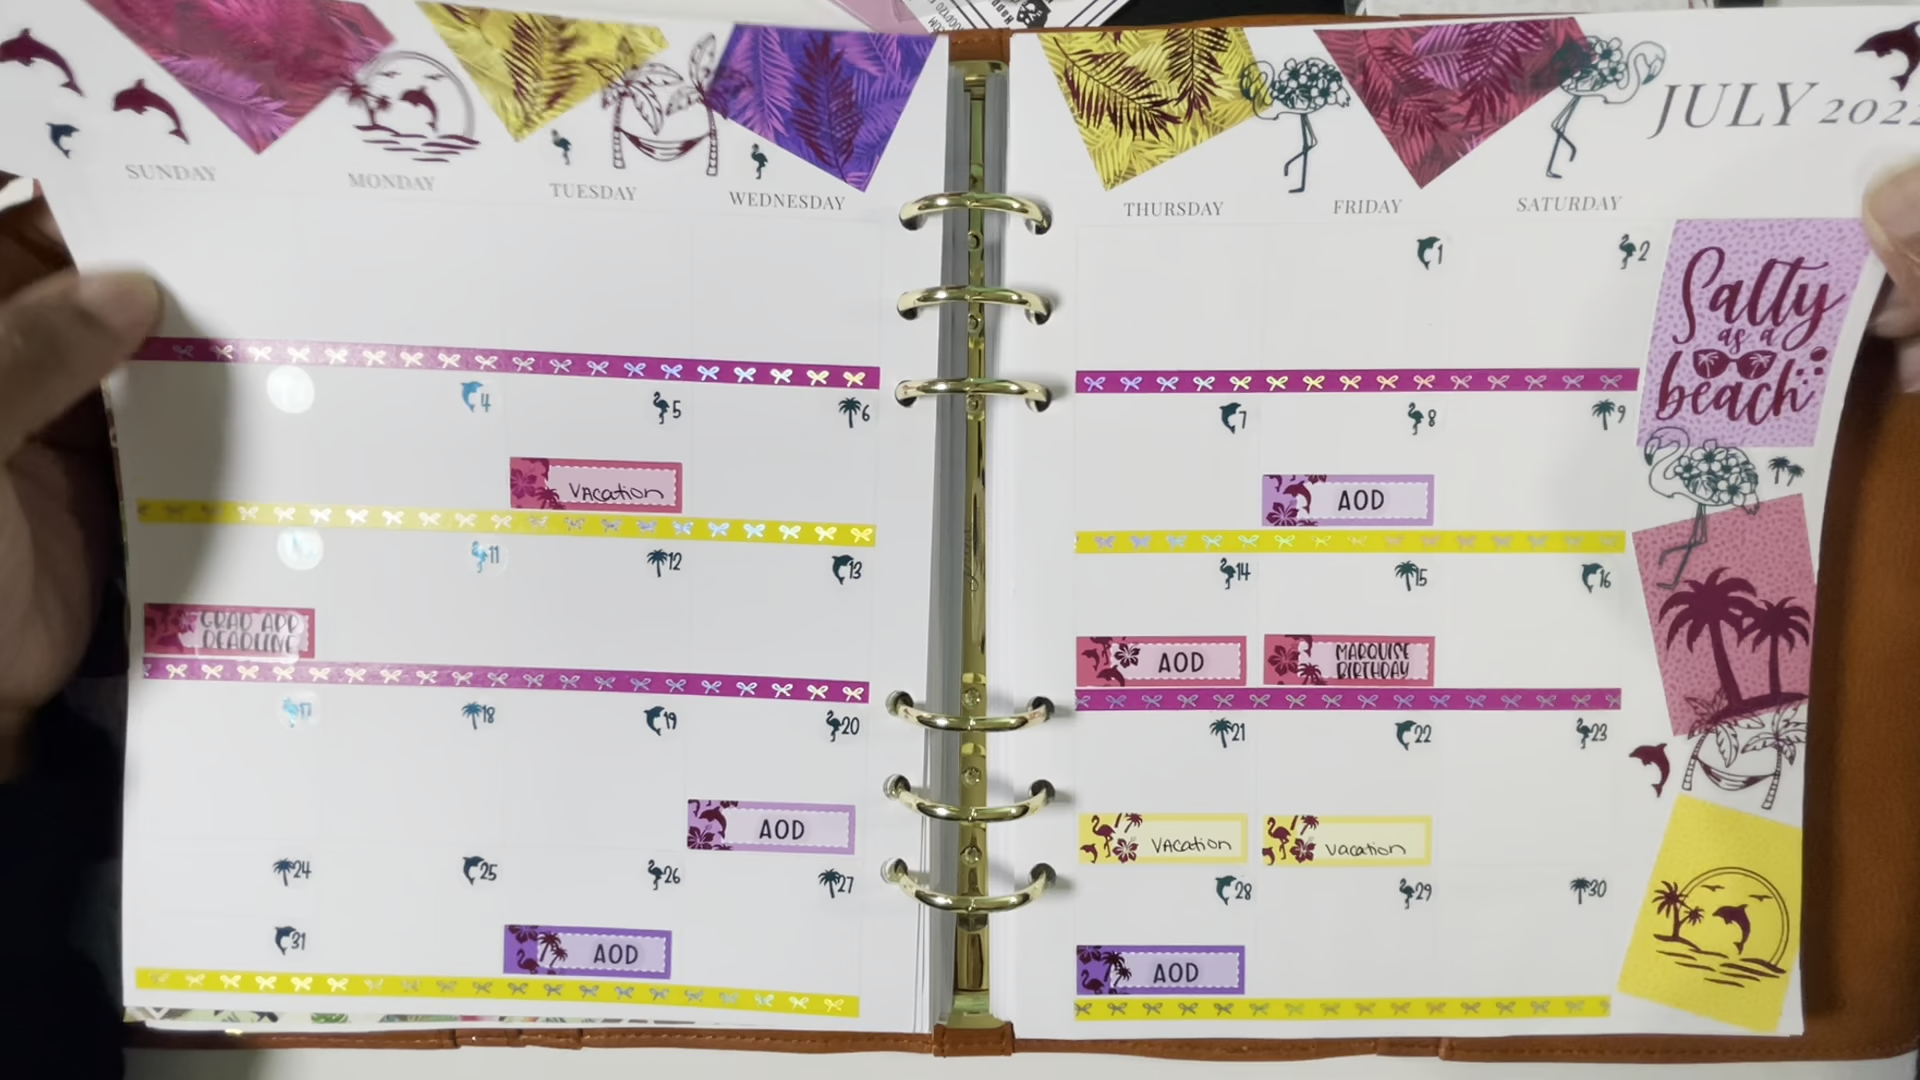 JULY 2022
SUNDAY
MONDAY
TUESDAY
WEDNESDAY
THURSDAY
FRIDAY
SATURDAY
1
2
Salty
as a
beach
4
5
6
7
8
9
Vacation
AOD
11
12
13
14
15
16
GRAD APP
DEADLINE
AOD
MARQUISE
BIRTHDAY
17
18
19
20
21
22
23
AOD
Vacation
Vacation
24
25
26
27
28
29
30
31
AOD
AOD